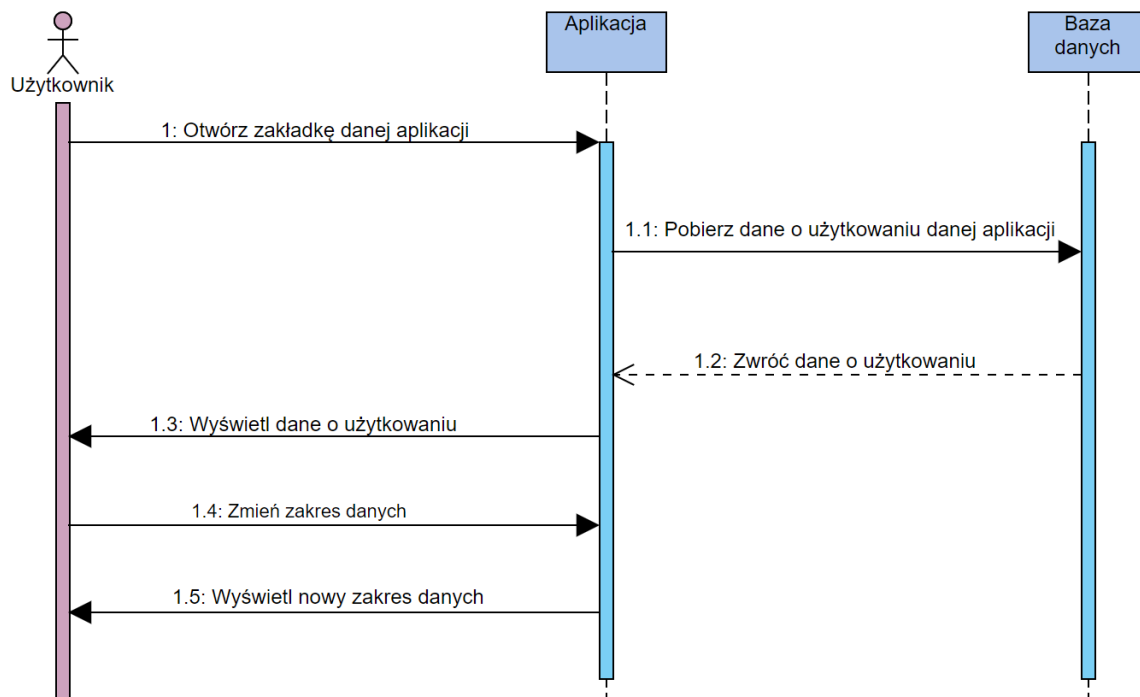 Użytkownik
Aplikacja
Baza
danych
1: Otwórz zakładkę danej aplikacji
1.1: Pobierz dane o użytkowaniu danej aplikacji
1.2: Zwróć dane o użytkowaniu
1.3: Wyświetl dane o użytkowaniu
1.4: Zmień zakres danych
1.5: Wyświetl nowy zakres danych